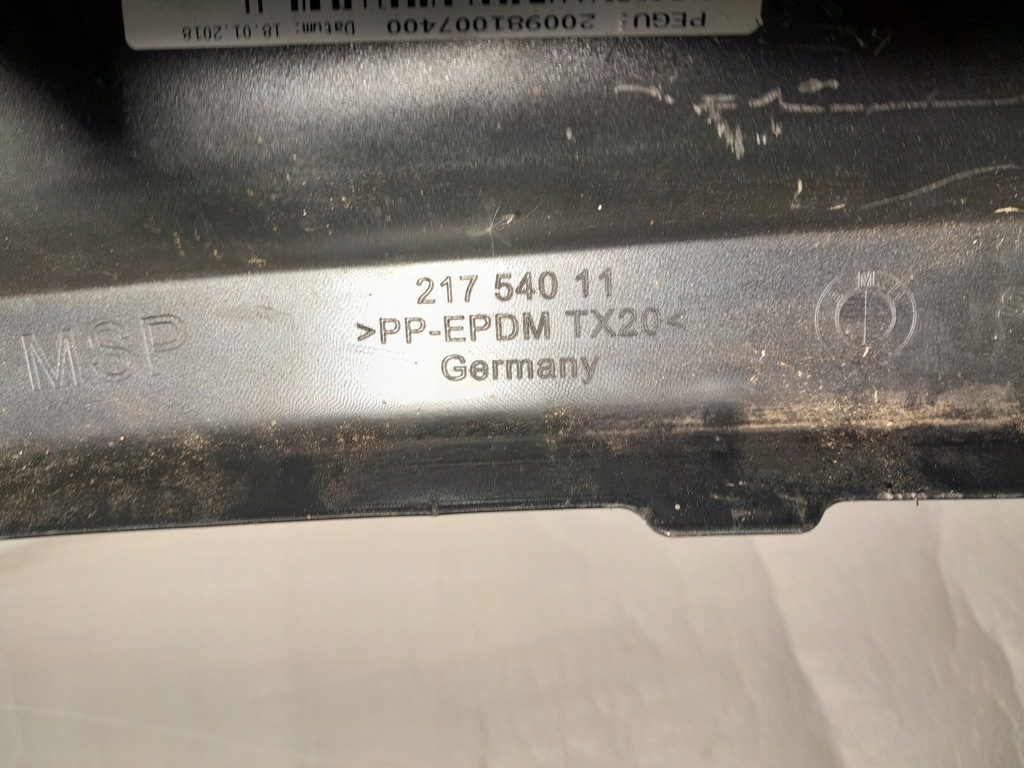 PEGU: 200981007400 Datum: 18.01.2018
MSP
217 540 11
>PP-EPDM TX20<
Germany